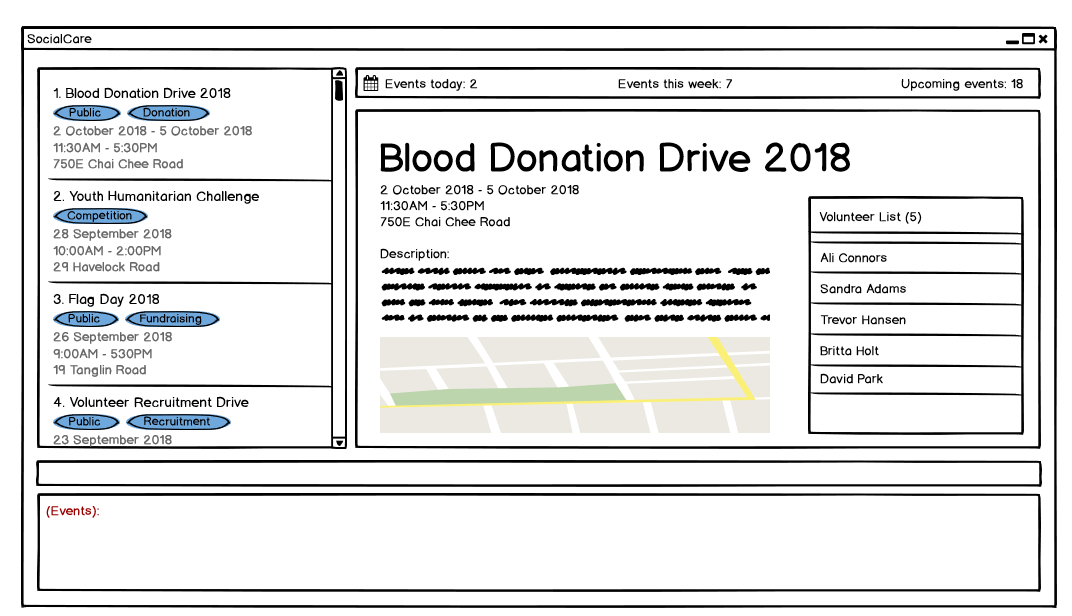 SocialCare
1. Blood Donation Drive 2018
Public Donation
2 October 2018 - 5 October 2018
11:30AM - 5:30PM
750E Chai Chee Road
2. Youth Humanitarian Challenge
Competition
28 September 2018
10:00AM - 2:00PM
29 Havelock Road
3. Flag Day 2018
Public Fundraising
26 September 2018
9:00AM - 530PM
19 Tanglin Road
4. Volunteer Recruitment Drive
Public Recruitment
23 September 2018
Events today: 2 Events this week: 7 Upcoming events: 18
Blood Donation Drive 2018
2 October 2018 - 5 October 2018
11:30AM - 5:30PM
750E Chai Chee Road
Description:
Volunteer List (5)
Ali Connors
Sandra Adams
Trevor Hansen
Britta Holt
David Park
(Events):